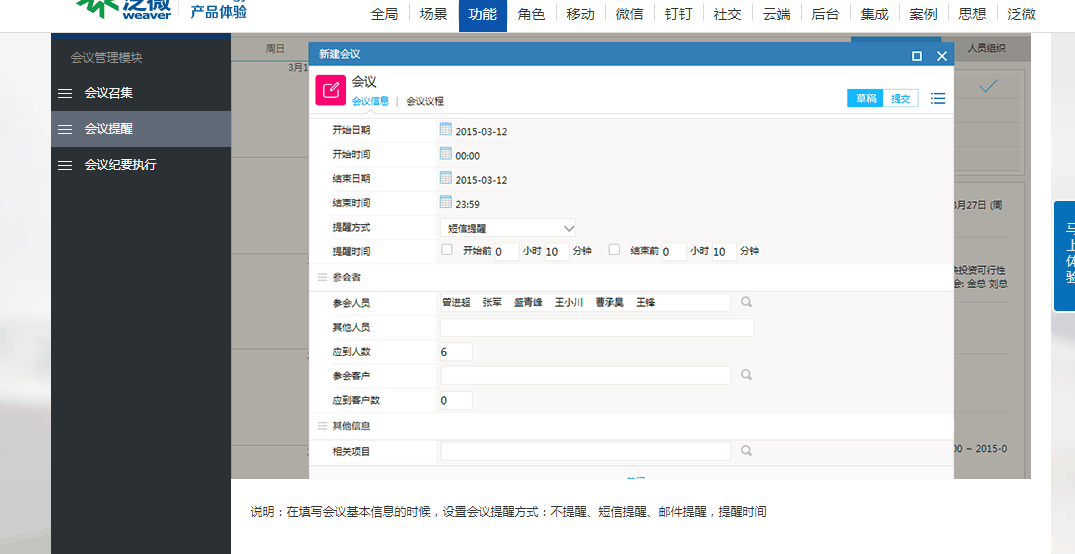 泛微
weaver
产品体验
全局 场景 功能 角色 移动 微信 钉钉 社交 云端 后台 集成 案例 思想 泛微
会议管理模块
会议召集
会议提醒
会议纪要执行
周日
人员组织
3月1
新建会议
会议
会议信息 | 会议议程
草稿 提交
开始日期 2015-03-12
开始时间 00:00
结束日期 2015-03-12
结束时间 23:59
提醒方式 短信提醒
提醒时间 开始前 0 小时 10 分钟 结束前 0 小时 10 分钟
参会者
参会人员 曾进超 张军 盛青峰 王小川 曹承昊 王锋
其他人员
应到人数 6
参会客户
应到客户数 0
其他信息
相关项目
3月27日 (周
投资可行性
会: 金总 刘总
00 ~ 2015-0
马上体验
说明：在填写会议基本信息的时候，设置会议提醒方式：不提醒、短信提醒、邮件提醒，提醒时间